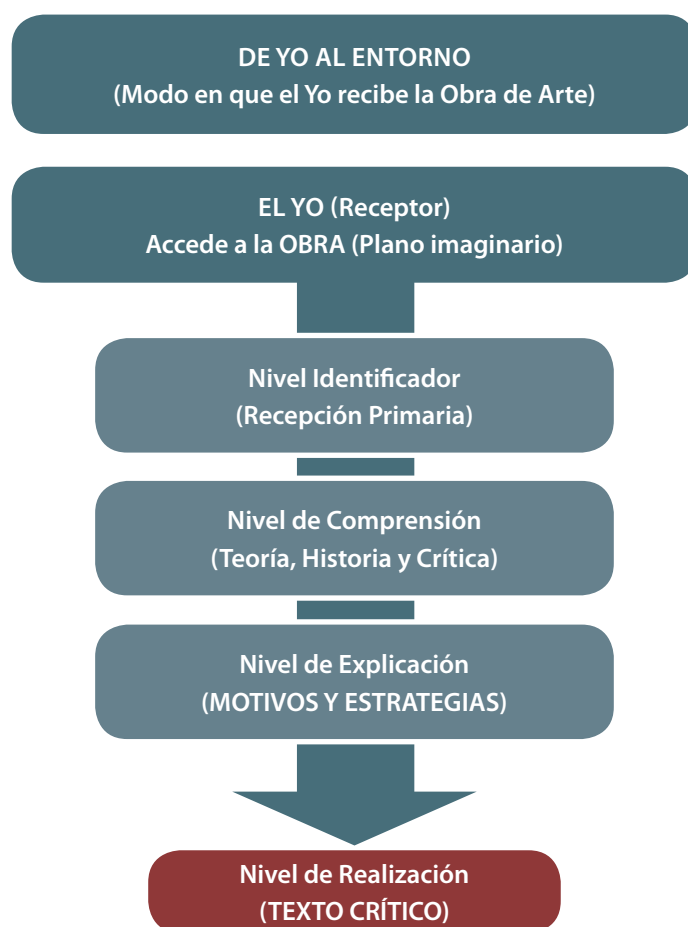 DE YO AL ENTORNO
(Modo en que el Yo recibe la Obra de Arte)
EL YO (Receptor)
Accede a la OBRA (Plano imaginario)
Nivel Identificador
(Recepción Primaria)
Nivel de Comprensión
(Teoría, Historia y Crítica)
Nivel de Explicación
(MOTIVOS Y ESTRATEGIAS)
Nivel de Realización
(TEXTO CRÍTICO)